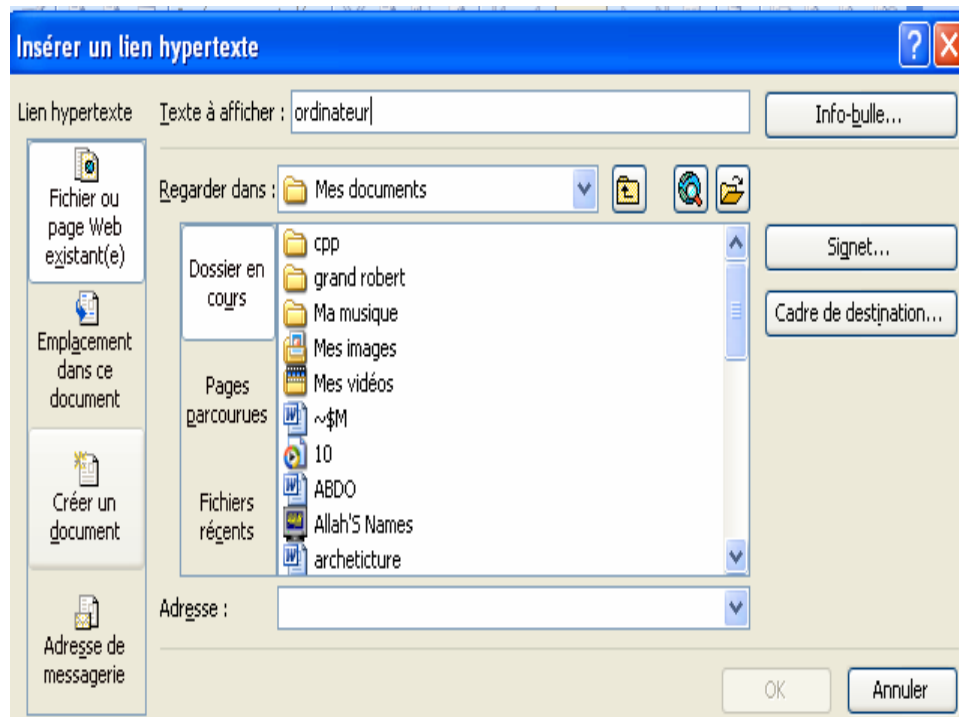 Insérer un lien hypertexte
Lien hypertexte
Texte à afficher : ordinateur
Info-bulle...
Fichier ou
page Web
existant(e)
Emplacement
dans ce
document
Créer un
document
Adresse de
messagerie
Regarder dans : Mes documents
Dossier en
cours
Pages
parcourues
Fichiers
récents
cpp
grand robert
Ma musique
Mes images
Mes vidéos
~$M
10
ABDO
Allah'S Names
archeticture
Signet...
Cadre de destination...
Adresse :
OK
Annuler